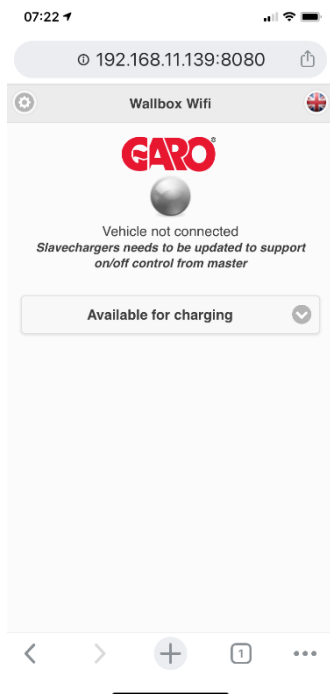 07:22
192.168.11.139:8080
Wallbox Wifi
GARO®
Vehicle not connected
Slavechargers needs to be updated to support
on/off control from master
Available for charging
1